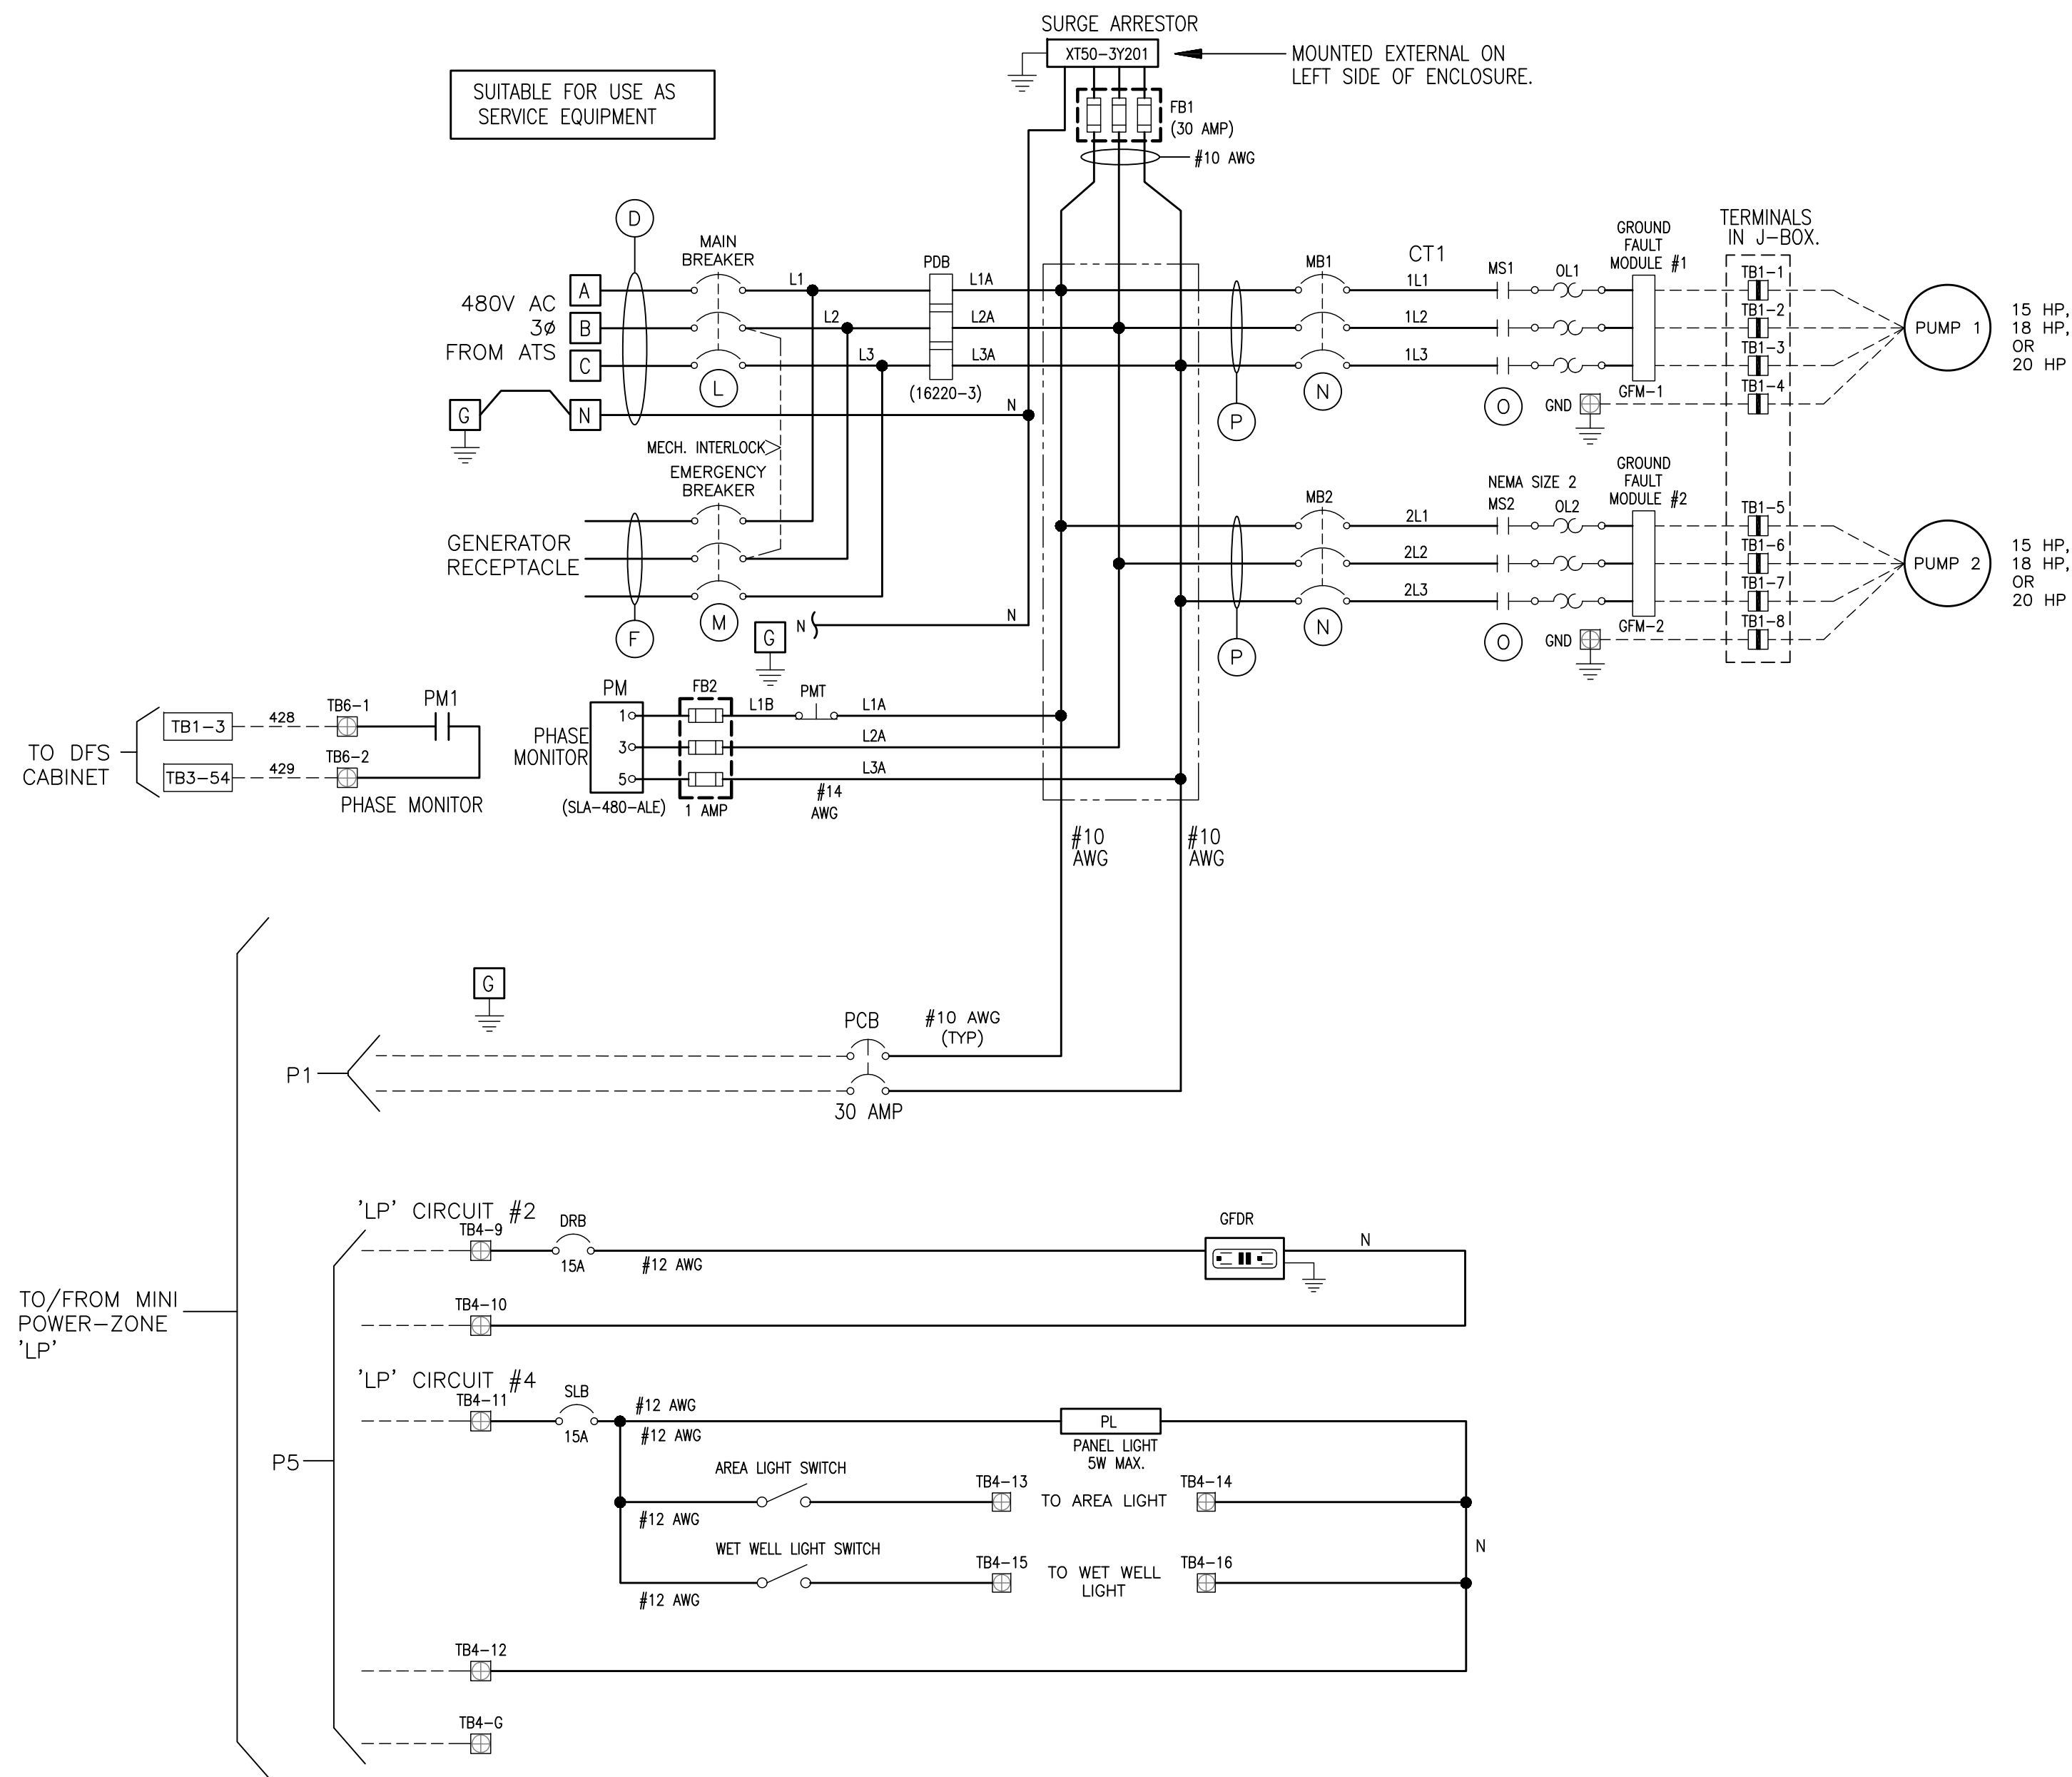 SURGE ARRESTOR
XT50-3Y201
MOUNTED EXTERNAL ON
LEFT SIDE OF ENCLOSURE.
SUITABLE FOR USE AS
SERVICE EQUIPMENT
FB1
(30 AMP)
#10 AWG
D
MAIN
BREAKER
480V AC
3ø
FROM ATS
A
B
C
G
N
L
L1
L2
L3
PDB
(16220-3)
L1A
L2A
L3A
N
P
MB1
N
CT1
1L1
1L2
1L3
MS1
OL1
O
GROUND
FAULT
MODULE #1
GFM-1
GND
TERMINALS
IN J-BOX.
TB1-1
TB1-2
TB1-3
TB1-4
PUMP 1
15 HP,
18 HP,
OR
20 HP
MECH. INTERLOCK
EMERGENCY
BREAKER
GENERATOR
RECEPTACLE
F
M
G
N
N
P
MB2
N
2L1
2L2
2L3
NEMA SIZE 2
MS2
OL2
O
GROUND
FAULT
MODULE #2
GFM-2
GND
TB1-5
TB1-6
TB1-7
TB1-8
PUMP 2
15 HP,
18 HP,
OR
20 HP
TO DFS
CABINET
TB1-3
428
TB6-1
PM1
TB3-54
429
TB6-2
PHASE MONITOR
PM
PHASE
MONITOR
1
3
5
(SLA-480-ALE)
FB2
1 AMP
L1B
PMT
L1A
L2A
L3A
#14
AWG
#10
AWG
#10
AWG
G
P1
PCB
30 AMP
#10 AWG
(TYP)
TO/FROM MINI
POWER-ZONE
'LP'
P5
'LP' CIRCUIT #2
TB4-9
DRB
15A
#12 AWG
GFDR
N
TB4-10
'LP' CIRCUIT #4
TB4-11
SLB
15A
#12 AWG
#12 AWG
PL
PANEL LIGHT
5W MAX.
AREA LIGHT SWITCH
#12 AWG
TB4-13
TO AREA LIGHT
TB4-14
WET WELL LIGHT SWITCH
#12 AWG
TB4-15
TO WET WELL
LIGHT
TB4-16
N
TB4-12
TB4-G